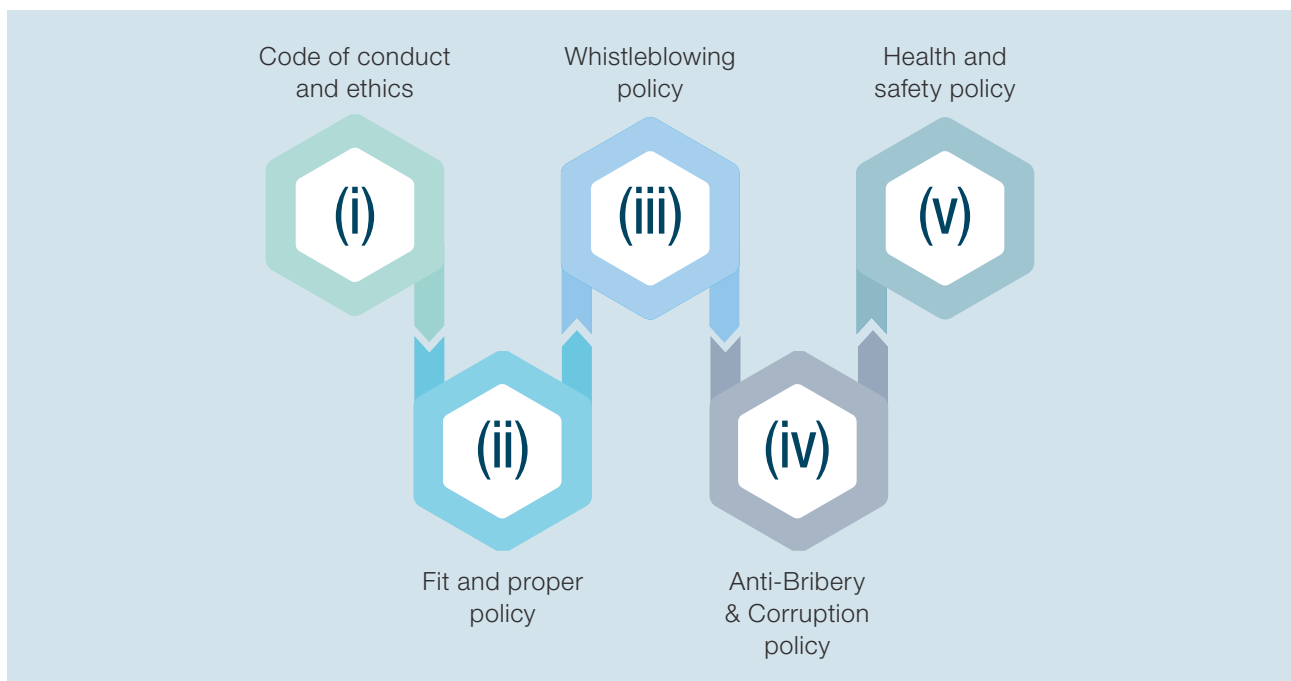 Code of conduct
and ethics
(i)
Fit and proper
policy
(ii)
Whistleblowing
policy
(iii)
Anti-Bribery
& Corruption
policy
(iv)
Health and
safety policy
(v)